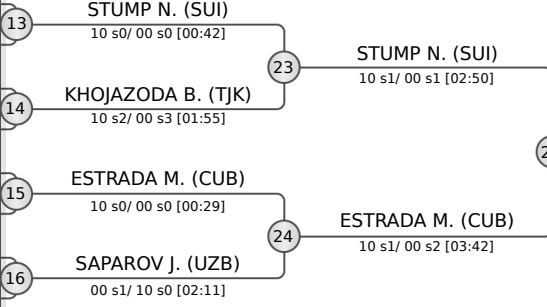 STUMP N. (SUI)
13
10 s0/ 00 s0 [00:42]
23
STUMP N. (SUI)
10 s1/ 00 s1 [02:50]
KHOJAZODA B. (TJK)
14
10 s2/ 00 s3 [01:55]
ESTRADA M. (CUB)
15
10 s0/ 00 s0 [00:29]
24
ESTRADA M. (CUB)
10 s1/ 00 s2 [03:42]
SAPAROV J. (UZB)
16
00 s1/ 10 s0 [02:11]